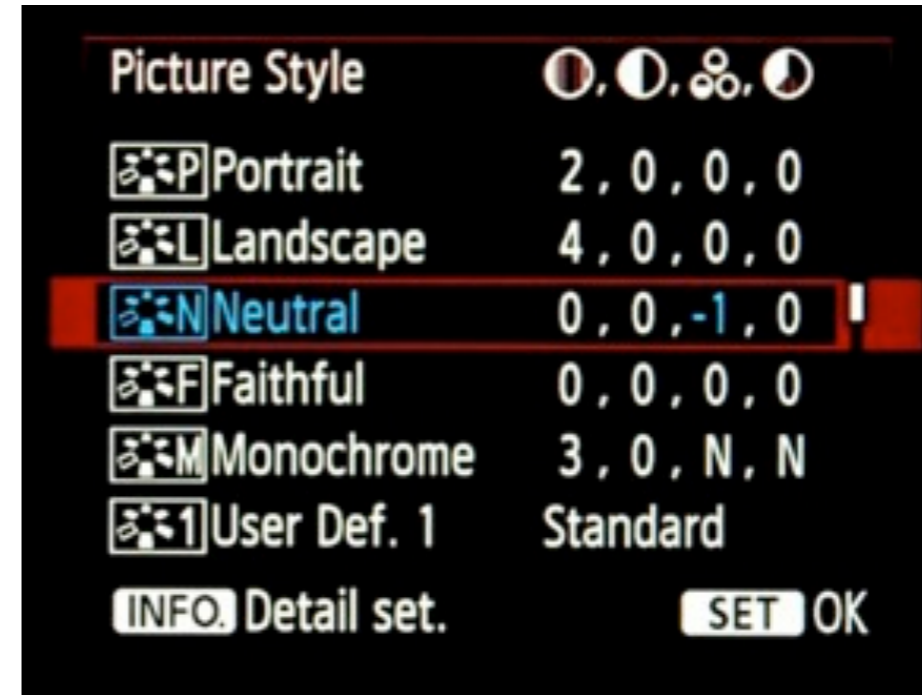 Picture Style
P Portrait 2 , 0 , 0 , 0
L Landscape 4 , 0 , 0 , 0
N Neutral 0 , 0 , -1 , 0
F Faithful 0 , 0 , 0 , 0
M Monochrome 3 , 0 , N , N
1 User Def. 1 Standard
INFO. Detail set. SET OK